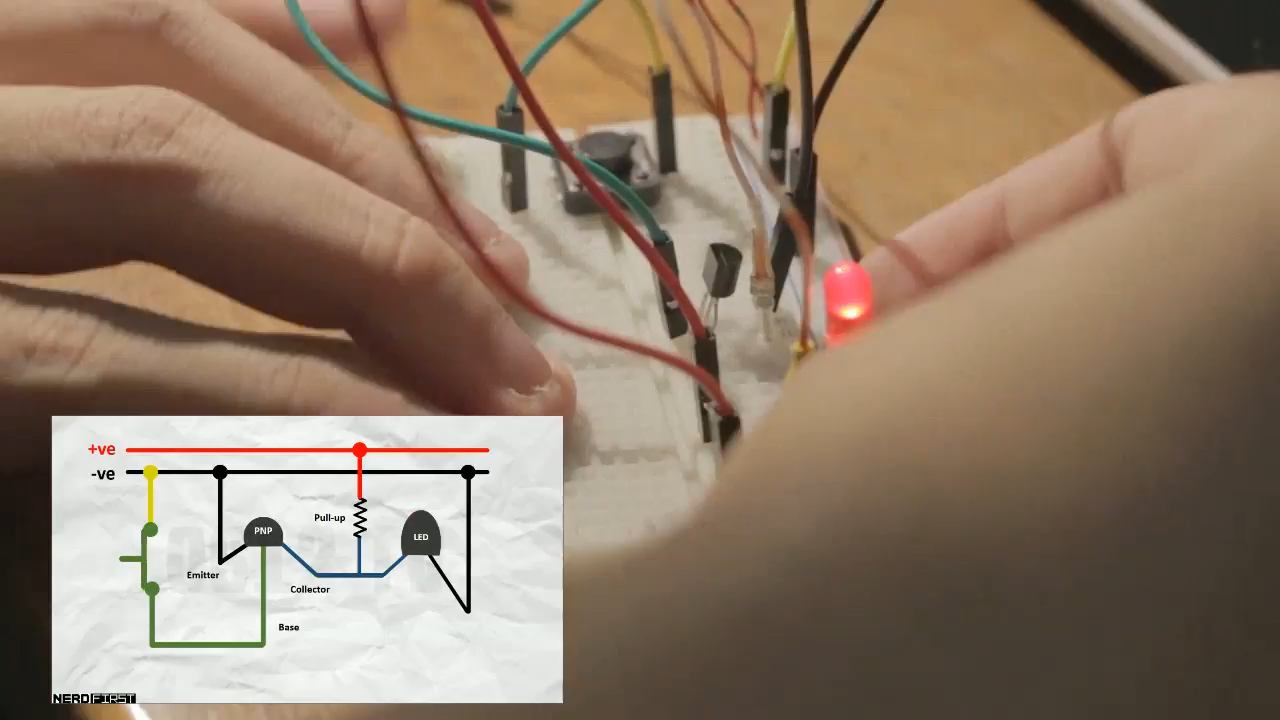 +ve
-ve
PNP
Pull-up
LED
Emitter
Collector
Base
NERDFIRST